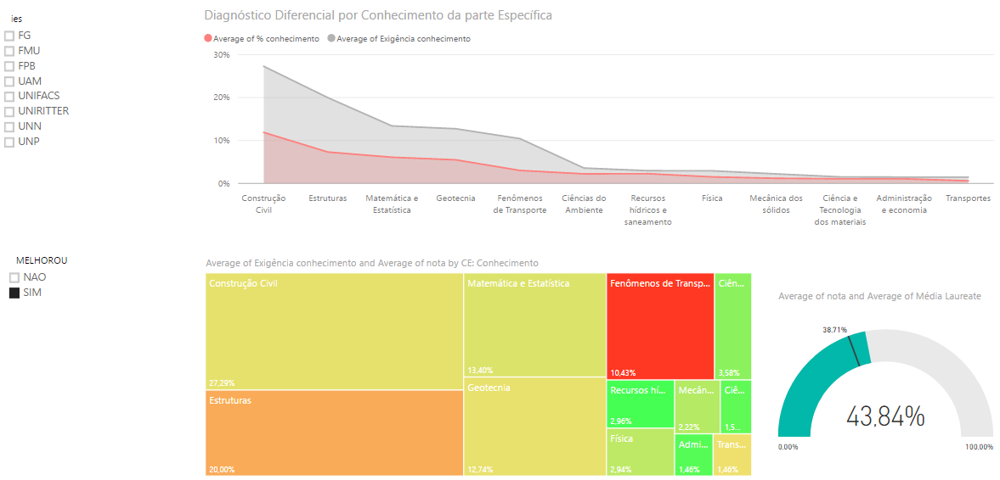 ies
FG
FMU
FPB
UAM
UNIFACS
UNIRITTER
UNN
UNP
Diagnóstico Diferencial por Conhecimento da parte Específica
Average of % conhecimento Average of Exigência conhecimento
30%
20%
10%
0%
Construção
Civil
Estruturas
Matemática e
Estatística
Geotecnia
Fenômenos
de Transporte
Ciências do
Ambiente
Recursos
hídricos e
saneamento
Física
Mecânica dos
sólidos
Ciência e
Tecnologia
dos materiais
Administração
e economia
Transportes
MELHOROU
NAO
SIM
Average of Exigência conhecimento and Average of nota by CE: Conhecimento
Construção Civil
27,29%
Estruturas
20,00%
Matemática e Estatística
13,40%
Geotecnia
12,74%
Fenômenos de Transp...
10,43%
Ciên...
3,58%
Recursos hí...
2,96%
Física
2,94%
Mecân...
2,22%
Ciê...
1,5...
Admi...
1,46%
Trans...
1,46%
Average of nota and Average of Média Laureate
38,71%
43,84%
0,00%
100,00%